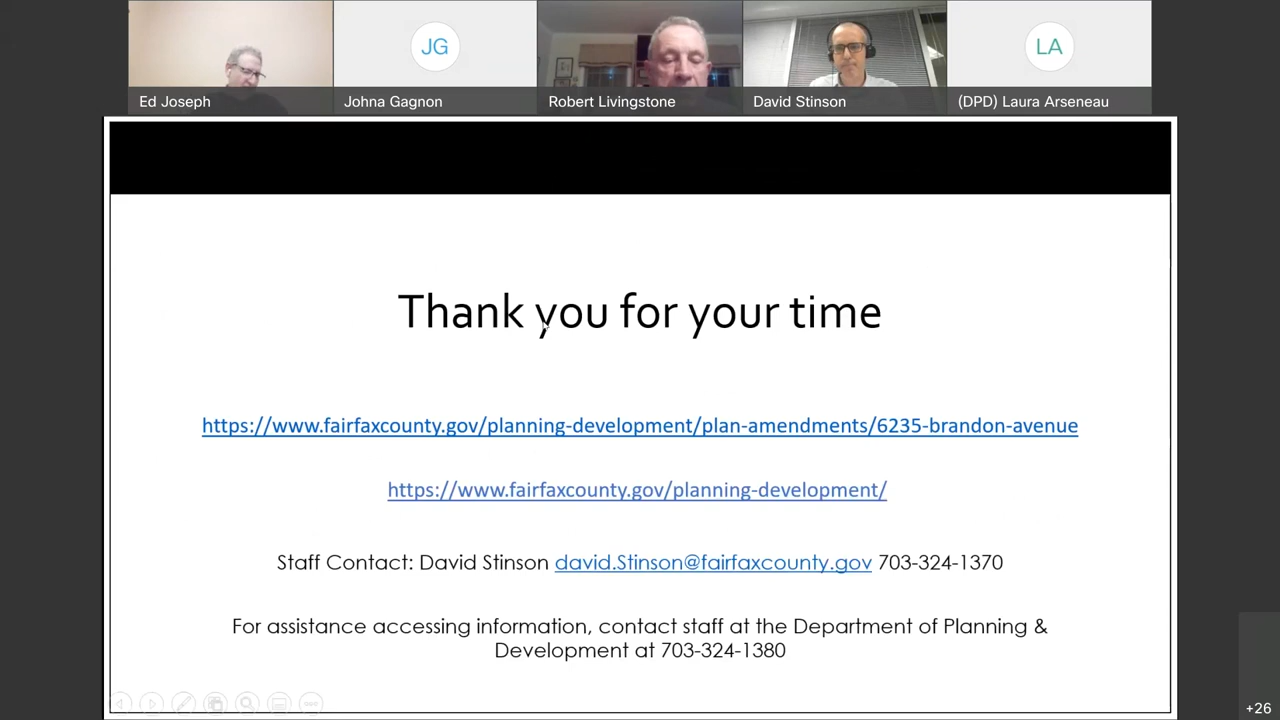 JG
LA
Ed Joseph
Johna Gagnon
Robert Livingstone
David Stinson
(DPD) Laura Arseneau
Thank you for your time
https://www.fairfaxcounty.gov/planning-development/plan-amendments/6235-brandon-avenue
https://www.fairfaxcounty.gov/planning-development/
Staff Contact: David Stinson david.Stinson@fairfaxcounty.gov 703-324-1370
For assistance accessing information, contact staff at the Department of Planning &
Development at 703-324-1380
+26